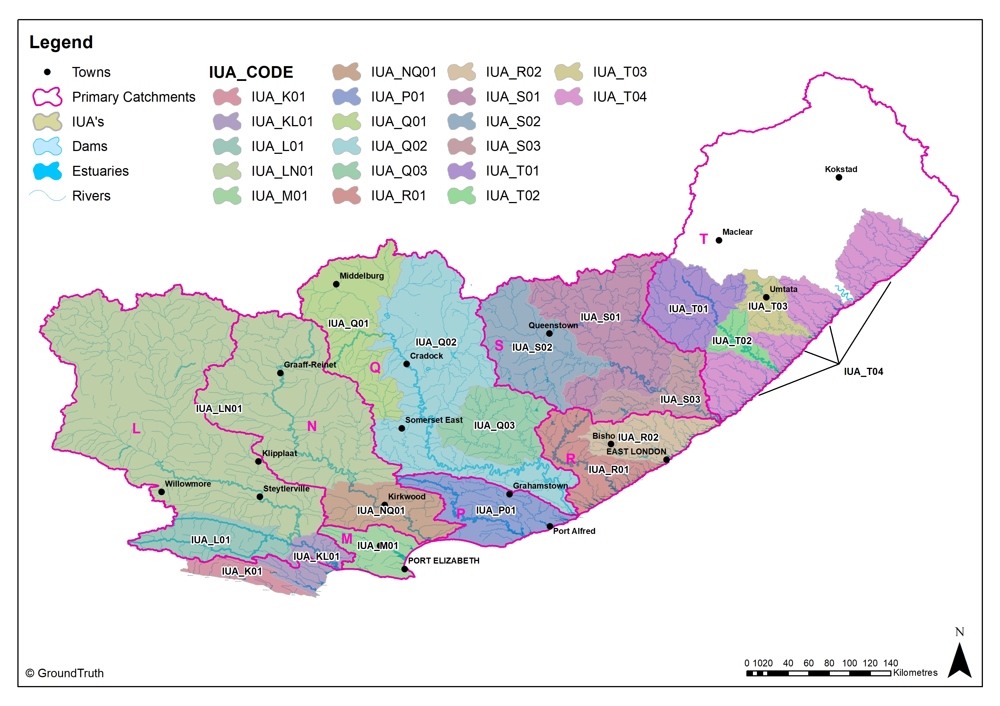 Legend
Towns
Primary Catchments
IUA's
Dams
Estuaries
Rivers
IUA_CODE
IUA_K01
IUA_KL01
IUA_L01
IUA_LN01
IUA_M01
IUA_NQ01
IUA_P01
IUA_Q01
IUA_Q02
IUA_Q03
IUA_R01
IUA_R02
IUA_S01
IUA_S02
IUA_S03
IUA_T01
IUA_T02
IUA_T03
IUA_T04
Kokstad
Maclear
T
Middelburg
Umtata
IUA_T03
IUA_T01
IUA_S01
IUA_Q01
Queenstown
IUA_T02
IUA_Q02
S
IUA_S02
Cradock
Graaff-Reinet
Q
IUA_T04
IUA_S03
IUA_LN01
Somerset East
IUA_Q03
N
L
Bisho
IUA_R02
EAST LONDON
Klipplaat
R
IUA_R01
Willowmore
Steytlerville
Grahamstown
Kirkwood
IUA_NQ01
IUA_P01
P
Port Alfred
M
IUA_L01
IUA_M01
IUA_KL01
PORT ELIZABETH
IUA_K01
N
0 1020 40 60 80 100 120 140
Kilometres
© GroundTruth